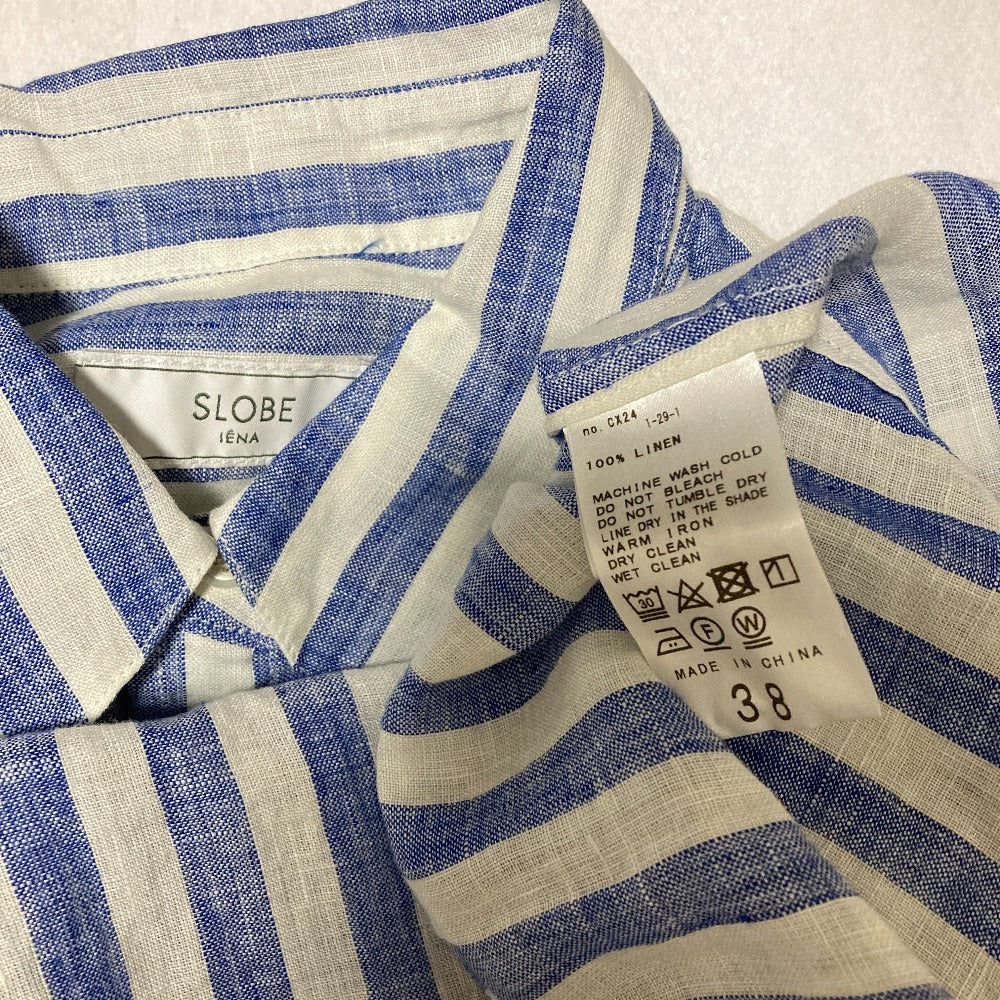 SLOBE
IÉNA
no. CX24 1-29-1
100% LINEN
MACHINE WASH COLD
DO NOT BLEACH
DO NOT TUMBLE DRY
LINE DRY IN THE SHADE
WARM IRON
DRY CLEAN
WET CLEAN
30
F W
MADE IN CHINA
38